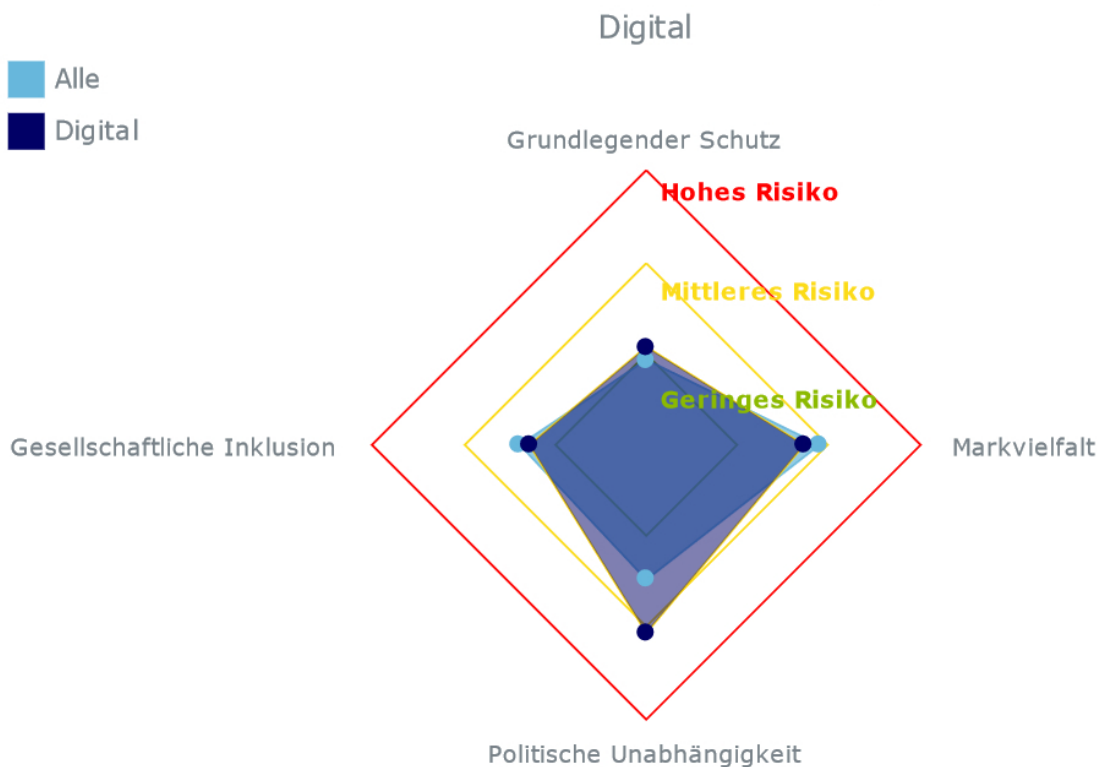 Digital
Alle
Digital
Grundlegender Schutz
Hohes Risiko
Mittleres Risiko
Geringes Risiko
Gesellschaftliche Inklusion
Markvielfalt
Politische Unabhängigkeit